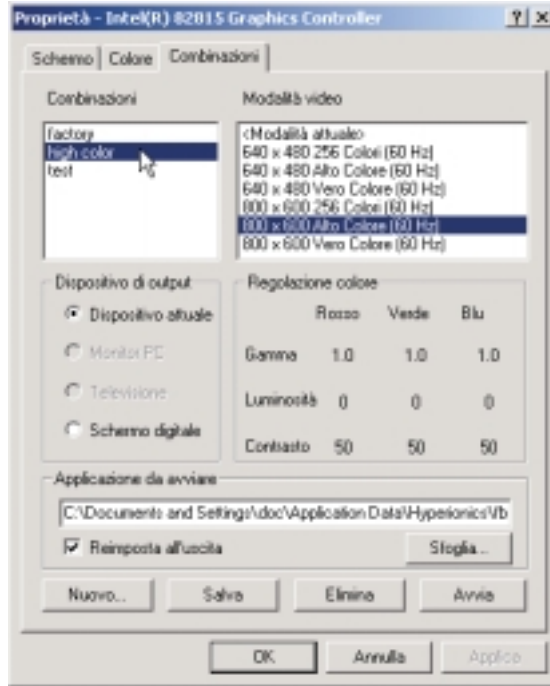 Proprietà - Intel(R) 82815 Graphics Controller
Schermo Colore Combinazioni
Combinazioni
factory
high color
test
Modalità video
<Modalità attuale>
640 x 480 256 Colori (60 Hz)
640 x 480 Alto Colore (60 Hz)
640 x 480 Vero Colore (60 Hz)
800 x 600 256 Colori (60 Hz)
800 x 600 Alto Colore (60 Hz)
800 x 600 Vero Colore (60 Hz)
Dispositivo di output
Dispositivo attuale
Monitor PC
Televisione
Schermo digitale
Regolazione colore
Rosso Verde Blu
Gamma 1.0 1.0 1.0
Luminosità 0 0 0
Contrasto 50 50 50
Applicazione da avviare
C:\Documents and Settings\doc\Application Data\Hyperionics\
Reimposta all'uscita
Sfoglia...
Nuovo... Salva Elimina Avvia
OK Annulla Applica